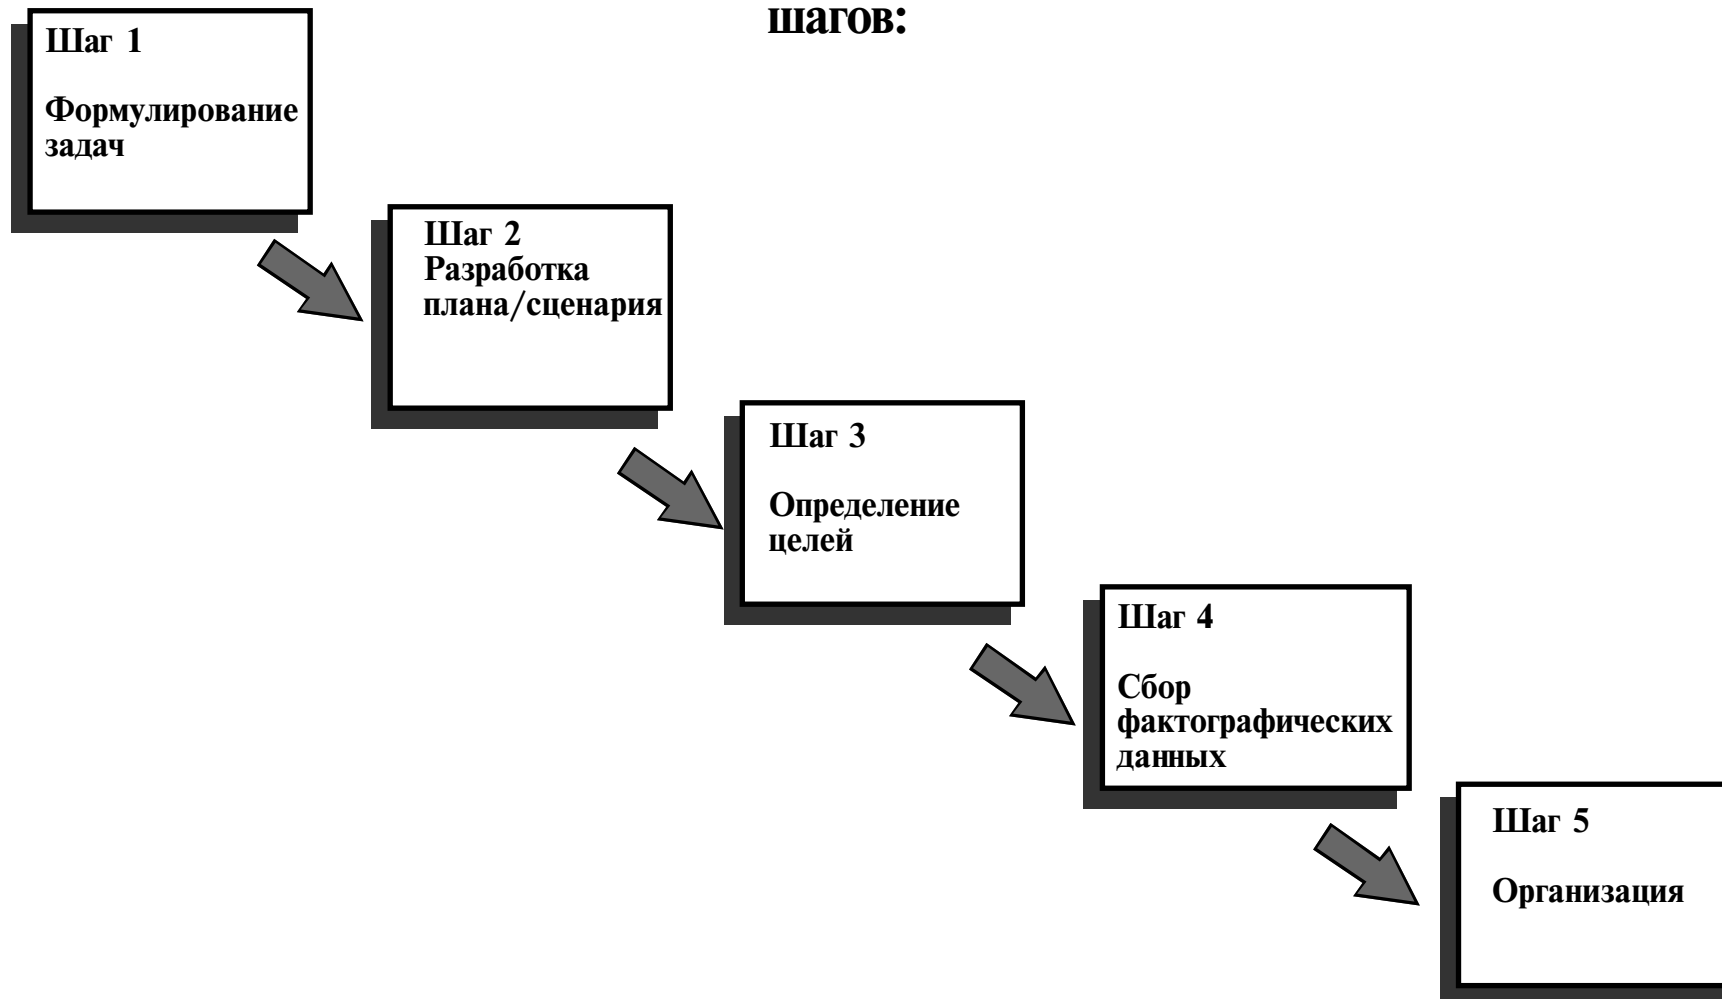 шагов:
Шаг 1
Формулирование
задач
Шаг 2
Разработка
плана/сценария
Шаг 3
Определение
целей
Шаг 4
Сбор
фактографических
данных
Шаг 5
Организация